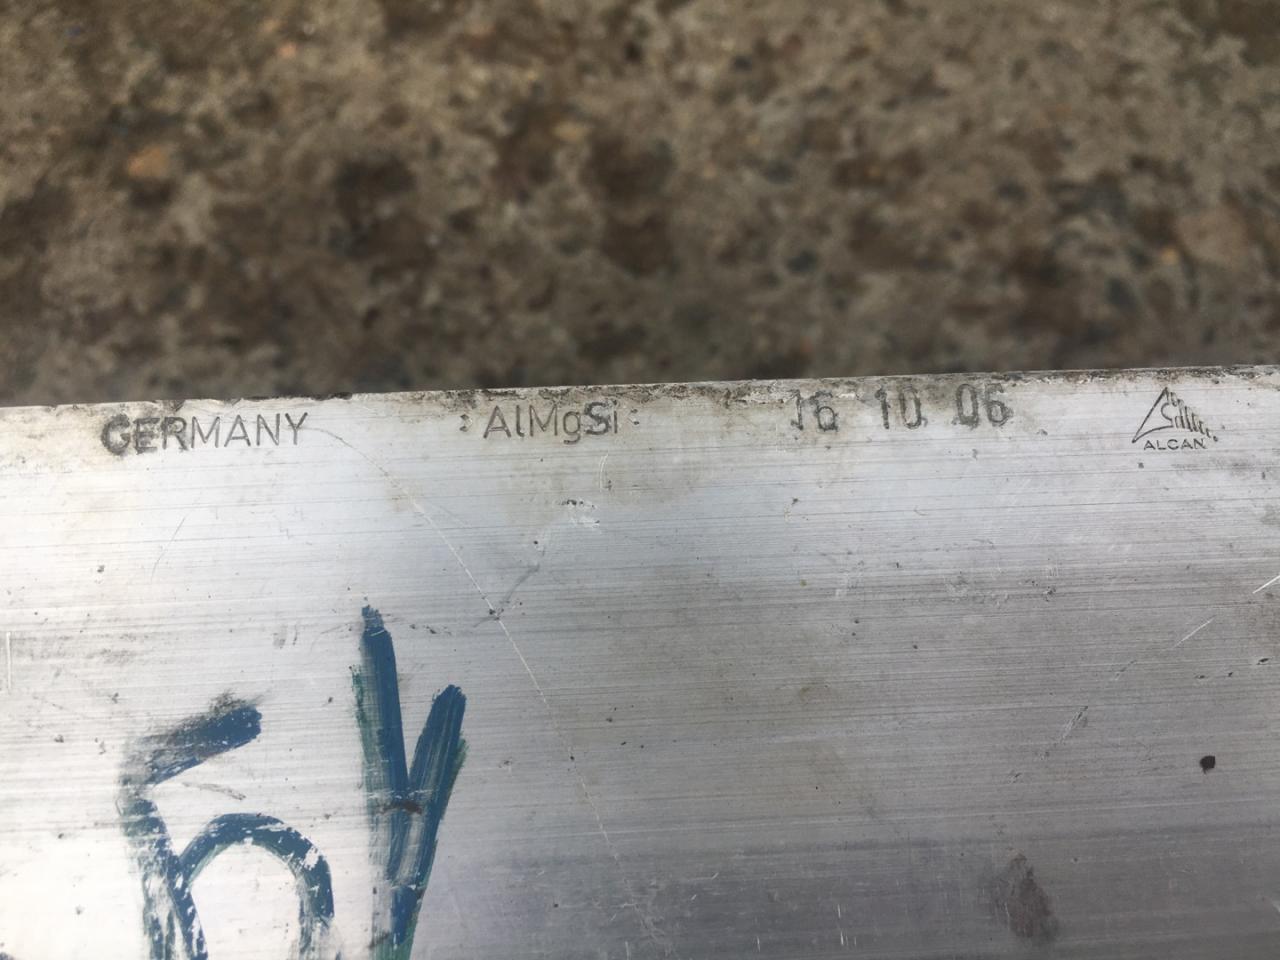 GERMANY : AlMgSi : 16 10 06
ALCAN